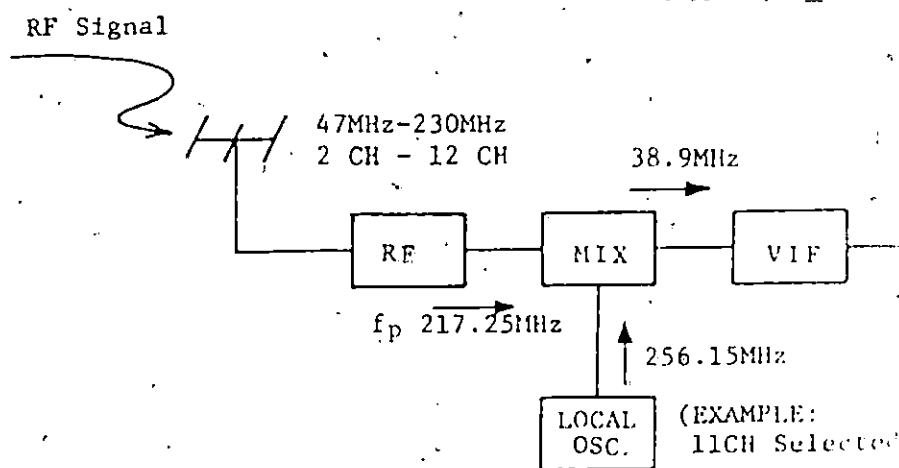 RF Signal
47MHz-230MHz
2 CH - 12 CH
38.9MHz
RF
MIX
VIF
fp 217.25MHz
256.15MHz
LOCAL
OSC.
(EXAMPLE:
11CH Selected